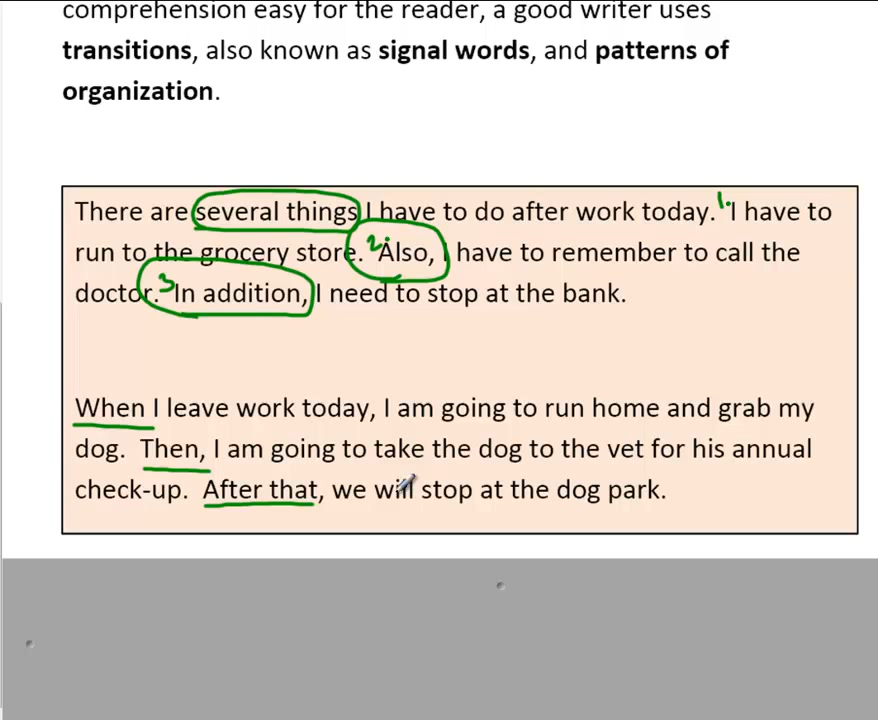 comprehension easy for the reader, a good writer uses
transitions, also known as signal words, and patterns of
organization.
There are several things I have to do after work today. 1. I have to
run to the grocery store. 2 Also, I have to remember to call the
doctor. 3 In addition, I need to stop at the bank.
When I leave work today, I am going to run home and grab my
dog. Then, I am going to take the dog to the vet for his annual
check-up. After that, we will stop at the dog park.